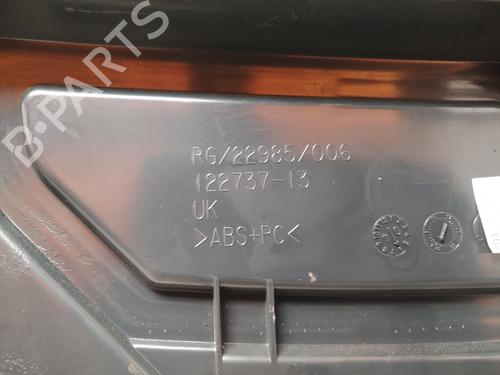 B-PARTS
RG/22985/006
122737-13
UK
>ABS+PC<